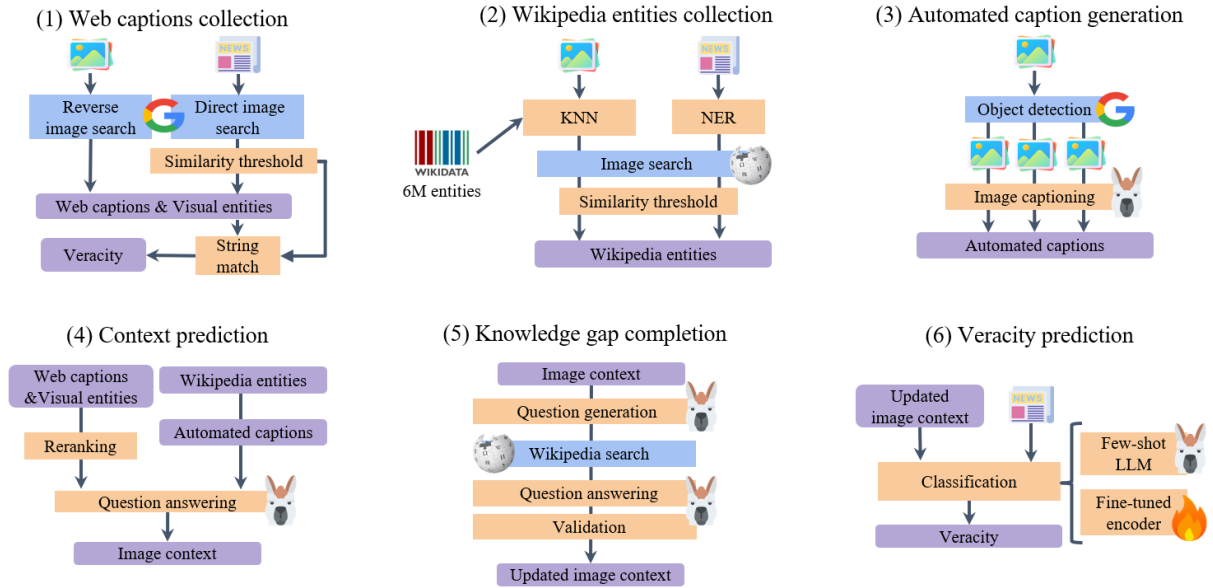 (1) Web captions collection
NEWS
Reverse
image search
Direct image
search
Similarity threshold
Web captions & Visual entities
Veracity
String
match
(2) Wikipedia entities collection
NEWS
KNN
NER
WIKIDATA
6M entities
Image search
Similarity threshold
Wikipedia entities
(3) Automated caption generation
Object detection
Image captioning
Automated captions
(4) Context prediction
Web captions
&Visual entities
Wikipedia entities
Automated captions
Reranking
Question answering
Image context
(5) Knowledge gap completion
Image context
Question generation
Wikipedia search
Question answering
Validation
Updated image context
(6) Veracity prediction
Updated
image context
NEWS
Classification
Veracity
Few-shot
LLM
Fine-tuned
encoder